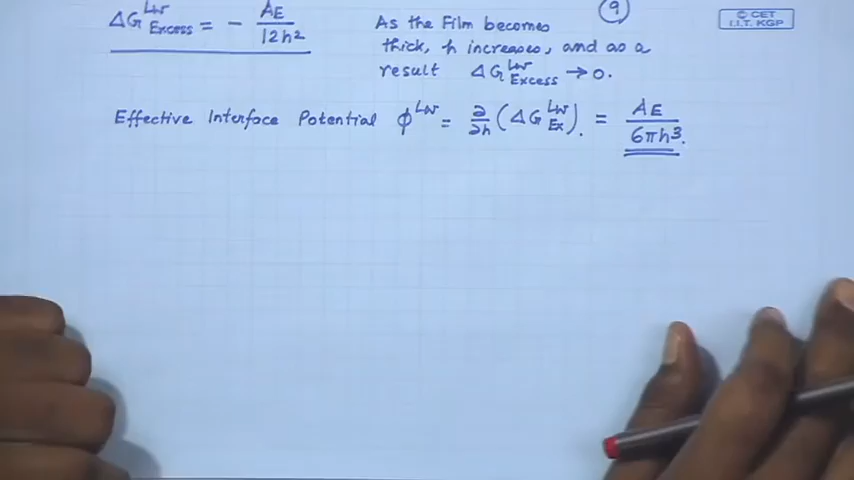 9
© CET
I.I.T. KGP
ΔG^LW_Excess = - A_E / 12h²
As the Film becomes
thick, h increases, and as a
result ΔG^LW_Excess → 0.
Effective Interface Potential ϕ^LW = ∂/∂h (ΔG^LW_Ex). = A_E / 6πh³.